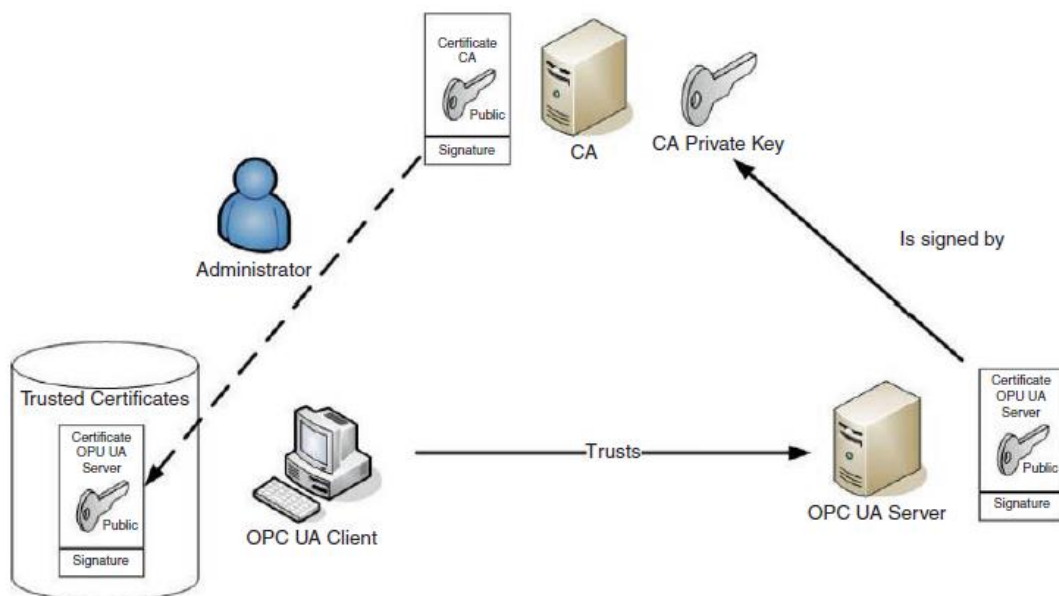 Certificate
CA
Public
Signature
CA
CA Private Key
Administrator
Is signed by
Trusted Certificates
Certificate
OPU UA
Server
Public
Signature
OPC UA Client
Trusts
OPC UA Server
Certificate
OPU UA
Server
Public
Signature